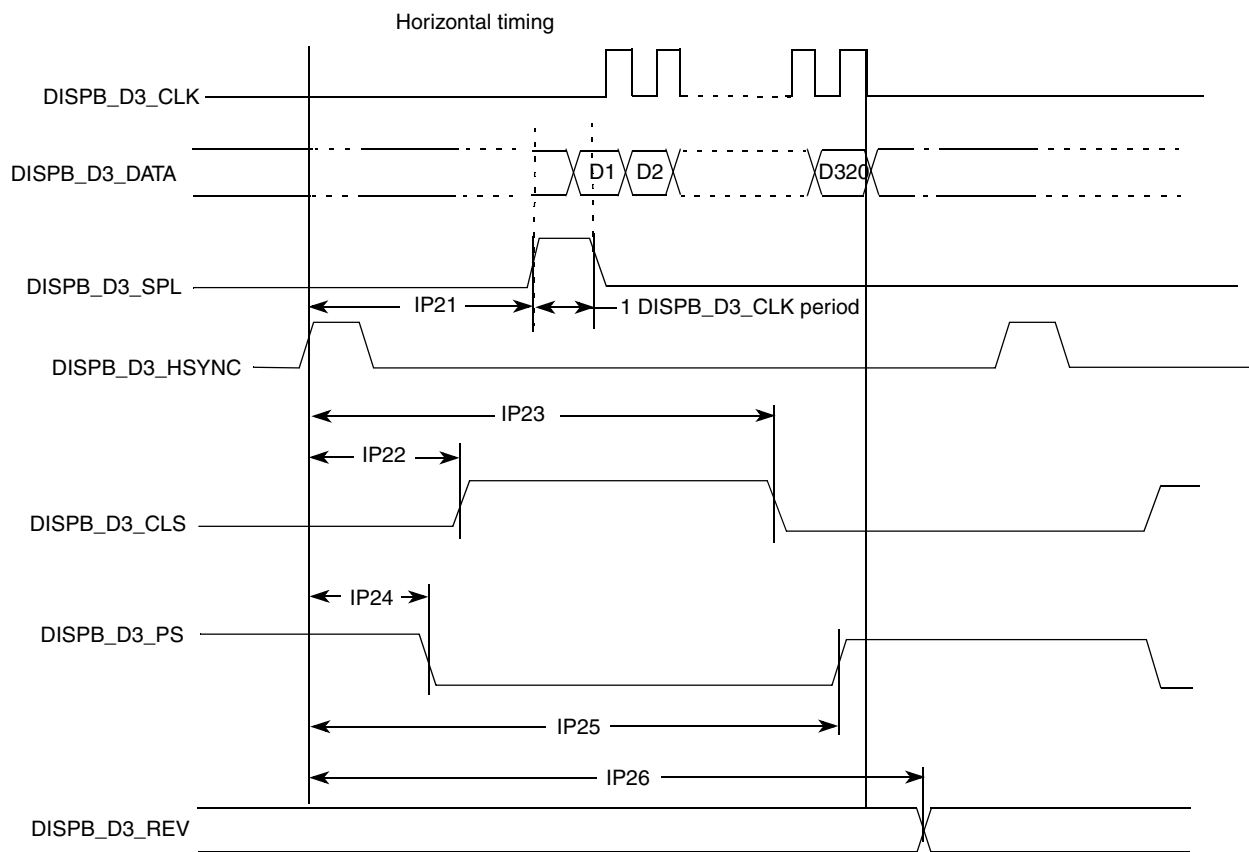 Horizontal timing
DISPB_D3_CLK
DISPB_D3_DATA
D1
D2
D320
DISPB_D3_SPL
IP21
1 DISPB_D3_CLK period
DISPB_D3_HSYNC
IP23
IP22
DISPB_D3_CLS
IP24
DISPB_D3_PS
IP25
IP26
DISPB_D3_REV